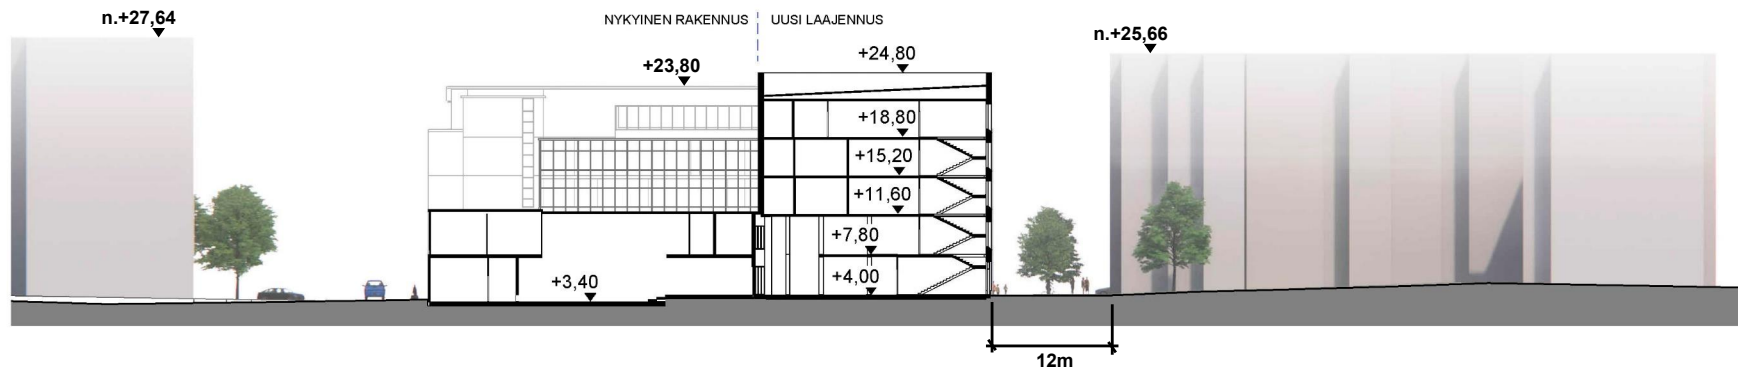 n.+27,64
NYKYINEN RAKENNUS
UUSI LAAJENNUS
n.+25,66
+24,80
+23,80
+18,80
+15,20
+11,60
+7,80
+4,00
+3,40
12m